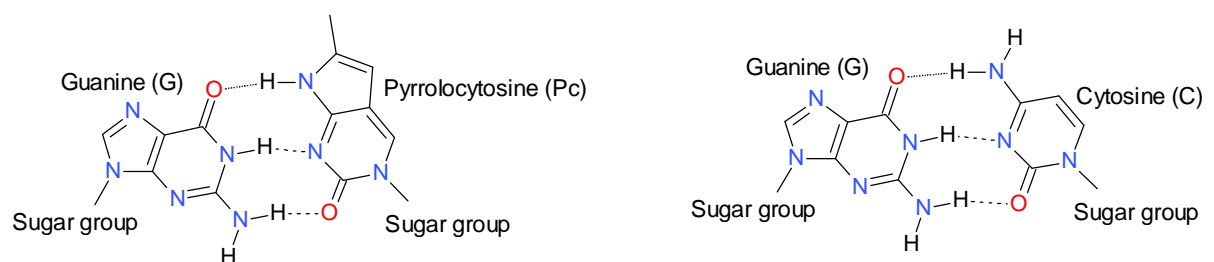 Guanine (G)
O
H
N
Pyrrolocytosine (Pc)
N
N
H
N
N
N
N
N
H
O
Sugar group
Sugar group
H
H
Guanine (G)
O
H
N
Cytosine (C)
N
N
H
N
N
N
N
N
H
O
Sugar group
Sugar group
H